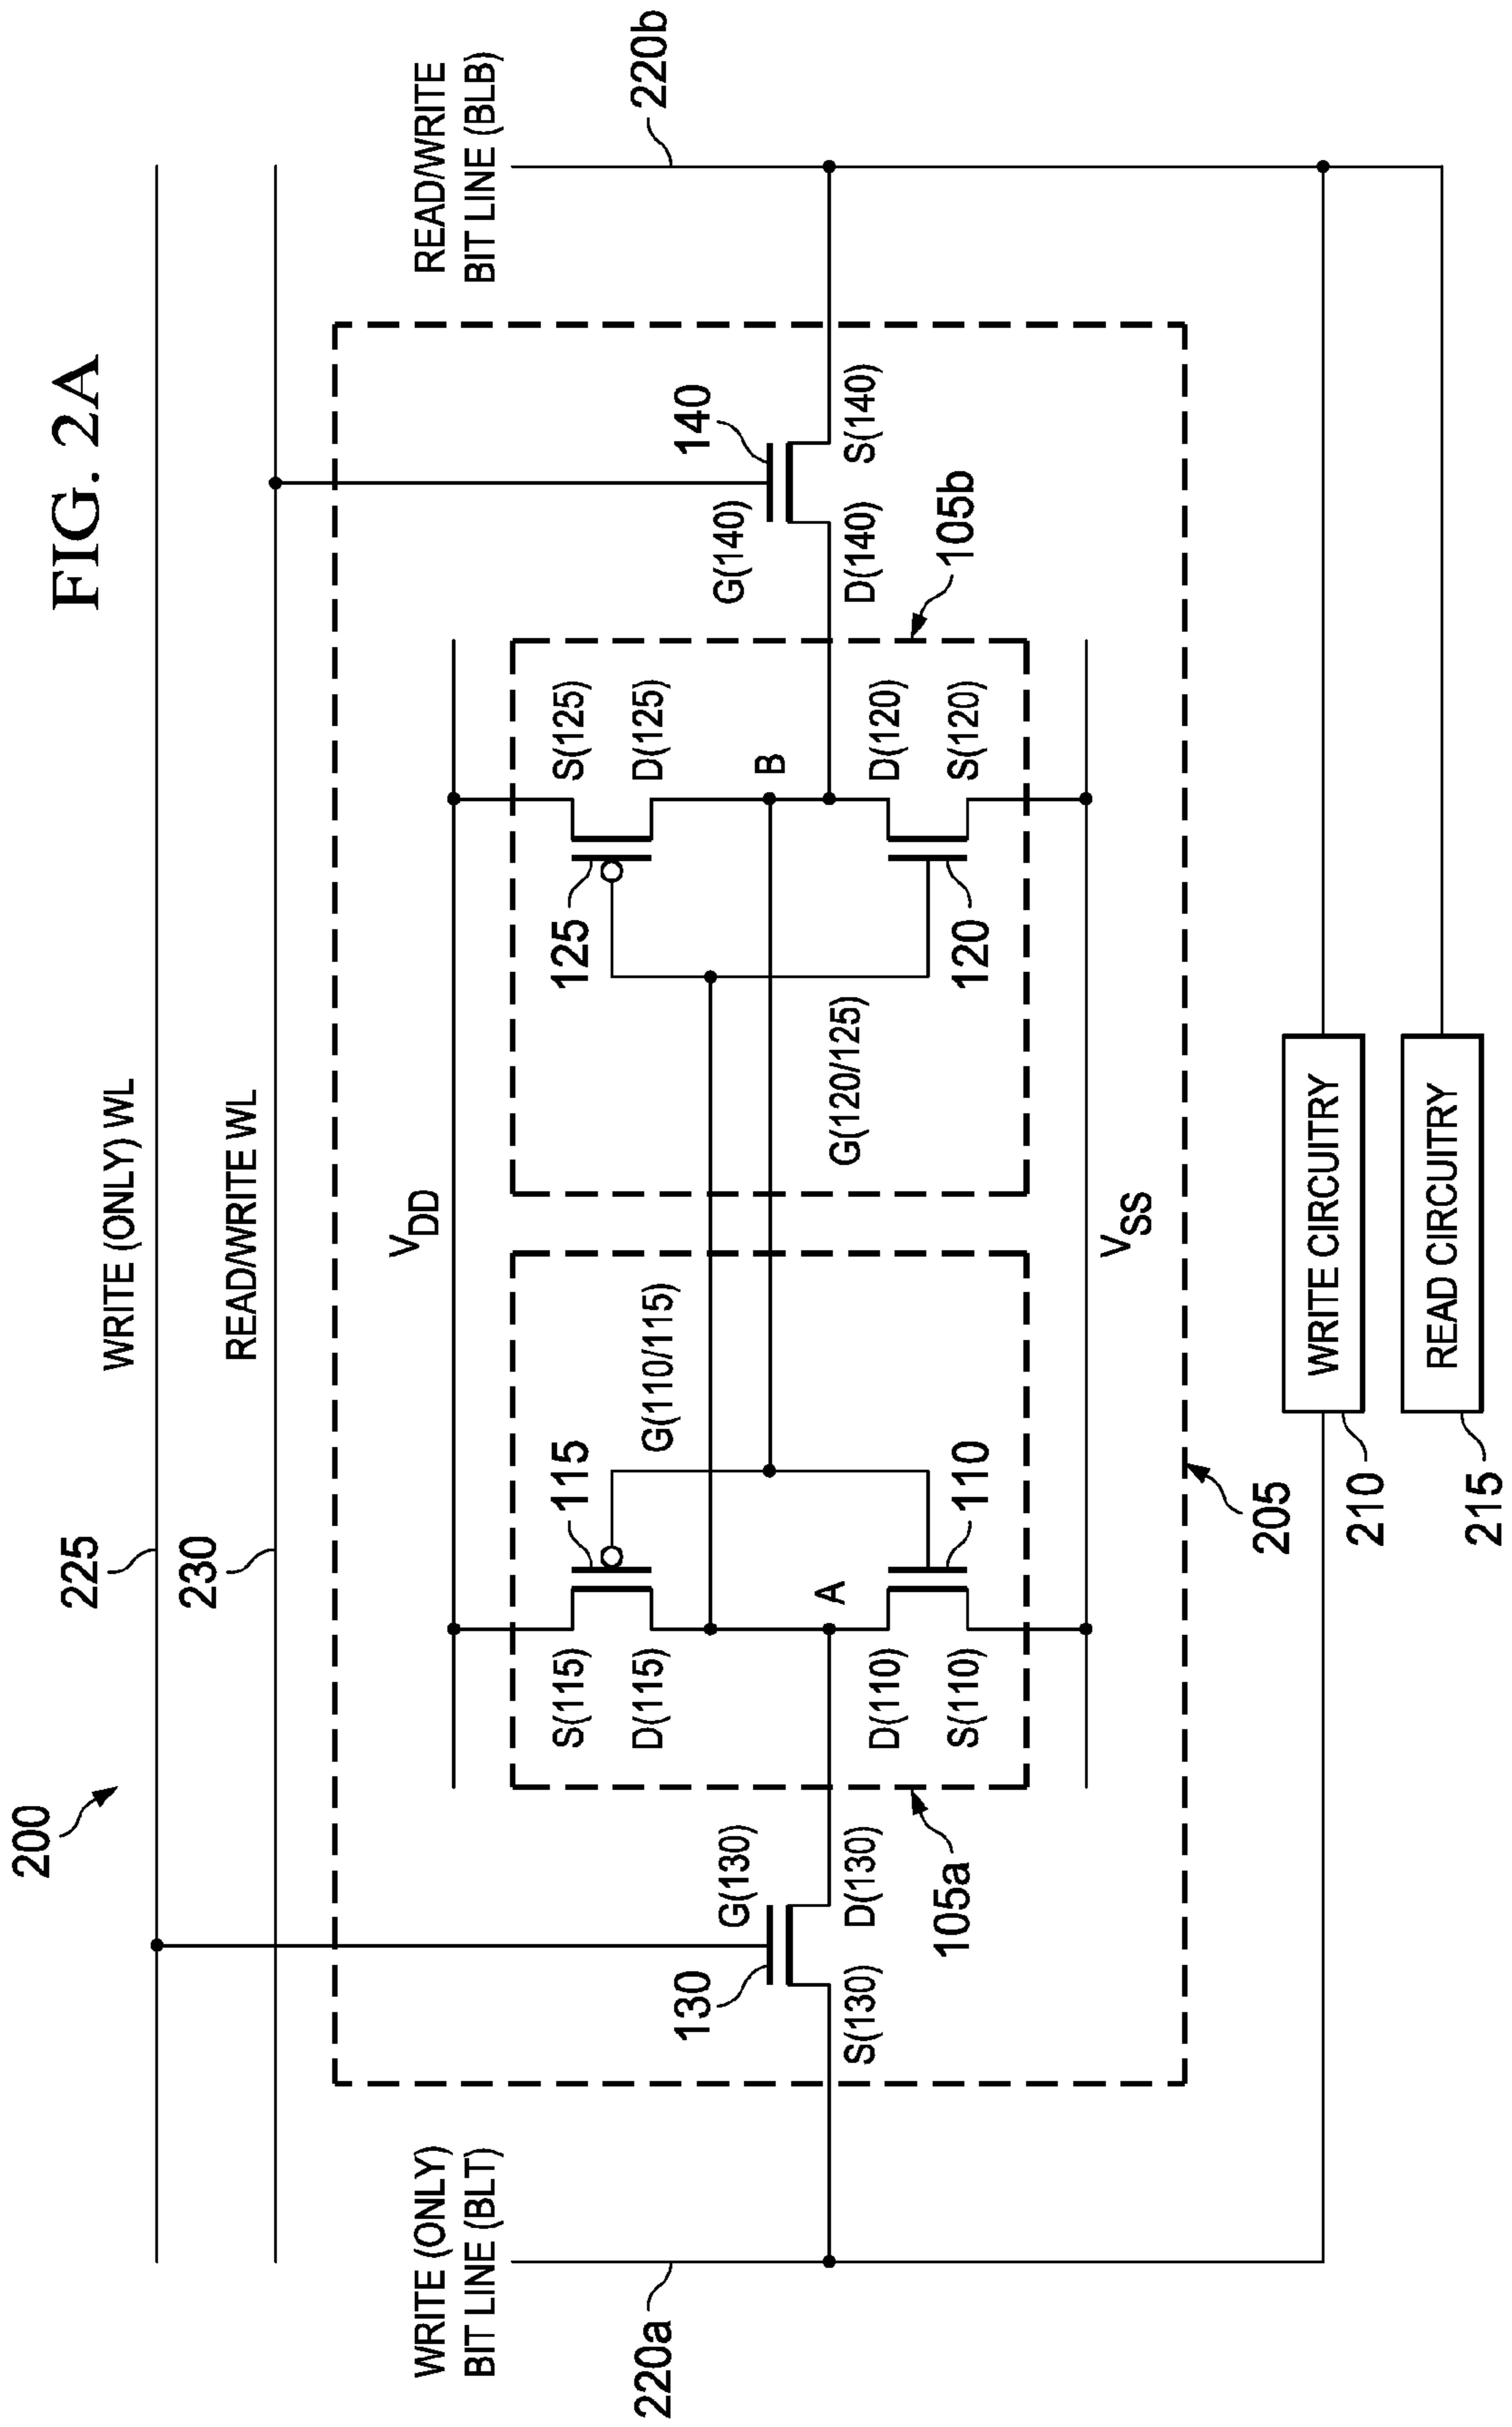 FIG. 2A
200
225
WRITE (ONLY) WL
230
READ/WRITE WL
WRITE (ONLY)
BIT LINE (BLT)
READ/WRITE
BIT LINE (BLB)
220a
220b
VDD
S(115)
115
125
S(125)
D(115)
G(110/115)
D(125)
130
G(130)
G(140)
140
A
B
S(130)
D(130)
D(110)
G(120/125)
D(120)
D(140)
S(140)
105a
S(110)
110
120
S(120)
105b
VSS
205
WRITE CIRCUITRY
210
READ CIRCUITRY
215